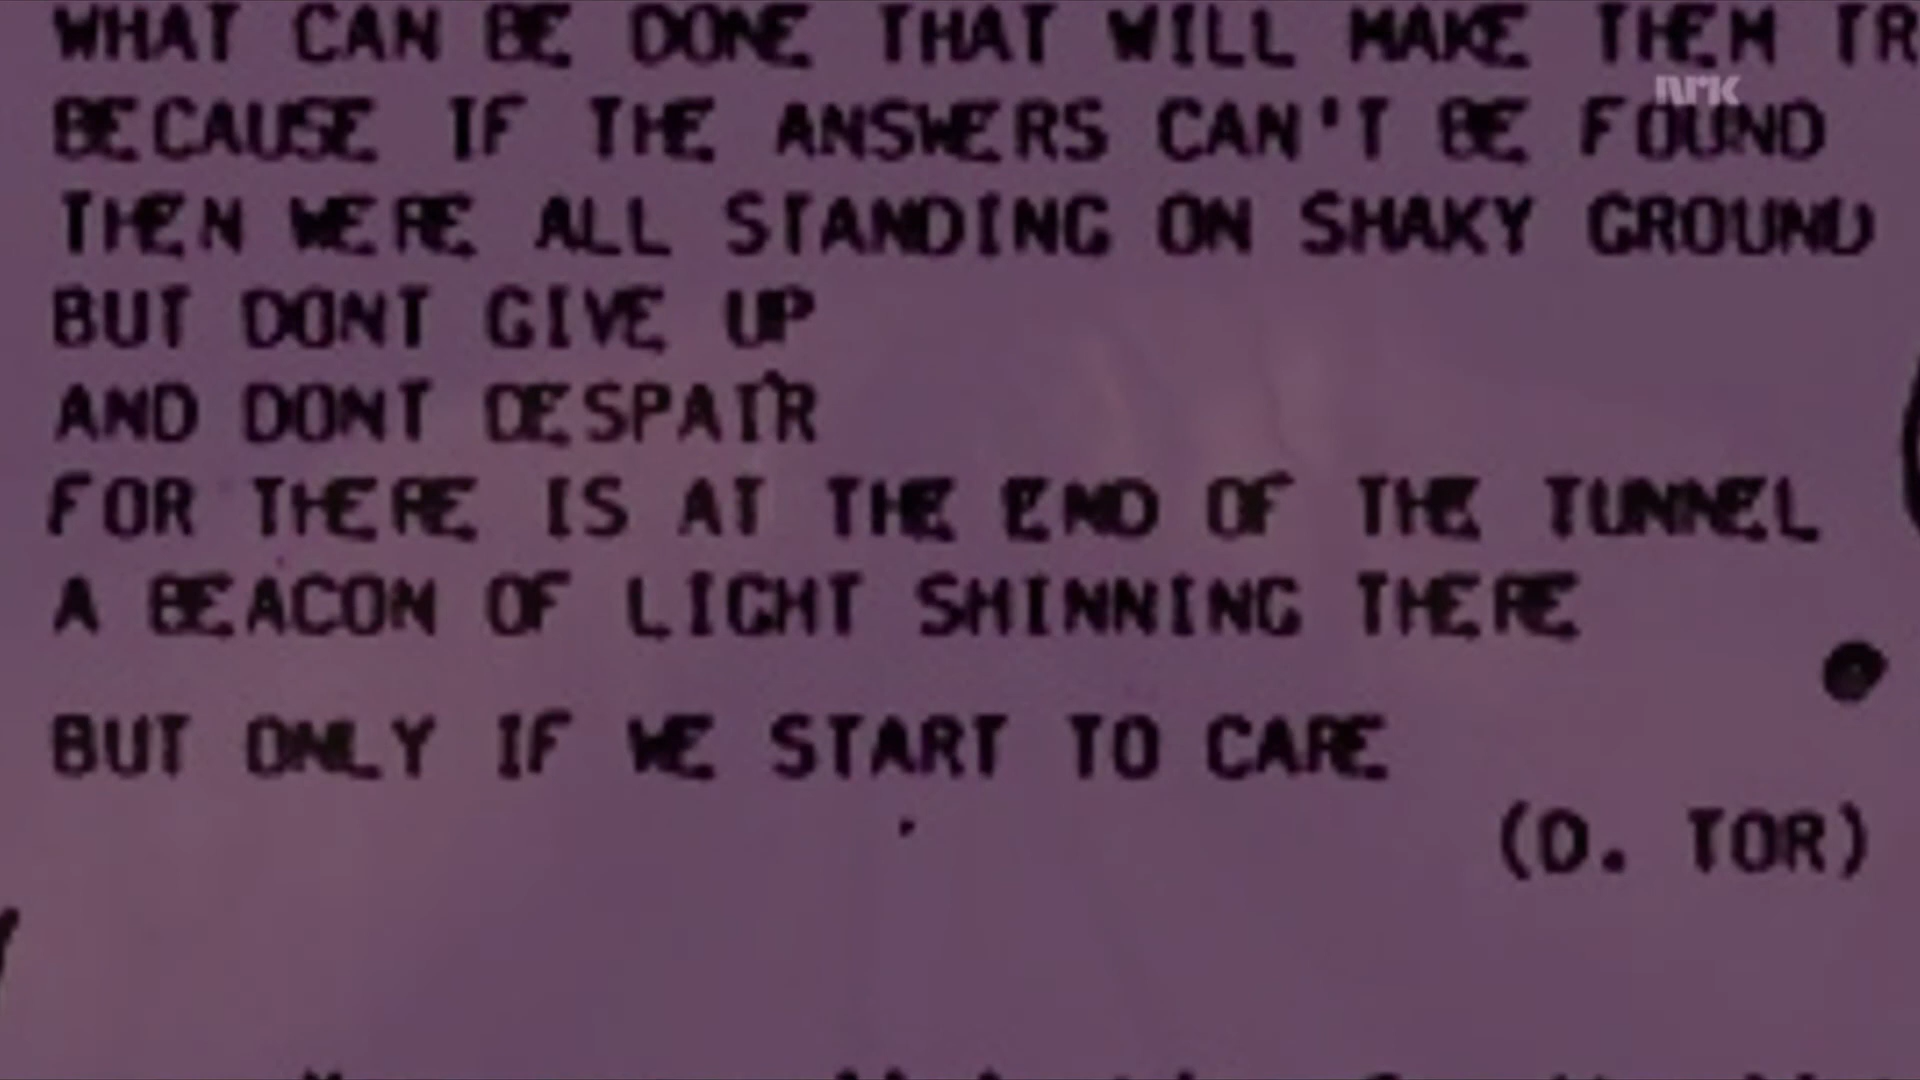 WHAT CAN BE DONE THAT WILL MAKE THEM TR
nrk
BECAUSE IF THE ANSWERS CAN'T BE FOUND
THEN WERE ALL STANDING ON SHAKY GROUND
BUT DONT GIVE UP
AND DONT DESPAIR
FOR THERE IS AT THE END OF THE TUNNEL
A BEACON OF LIGHT SHINNING THERE
BUT ONLY IF WE START TO CARE
(D. TOR)